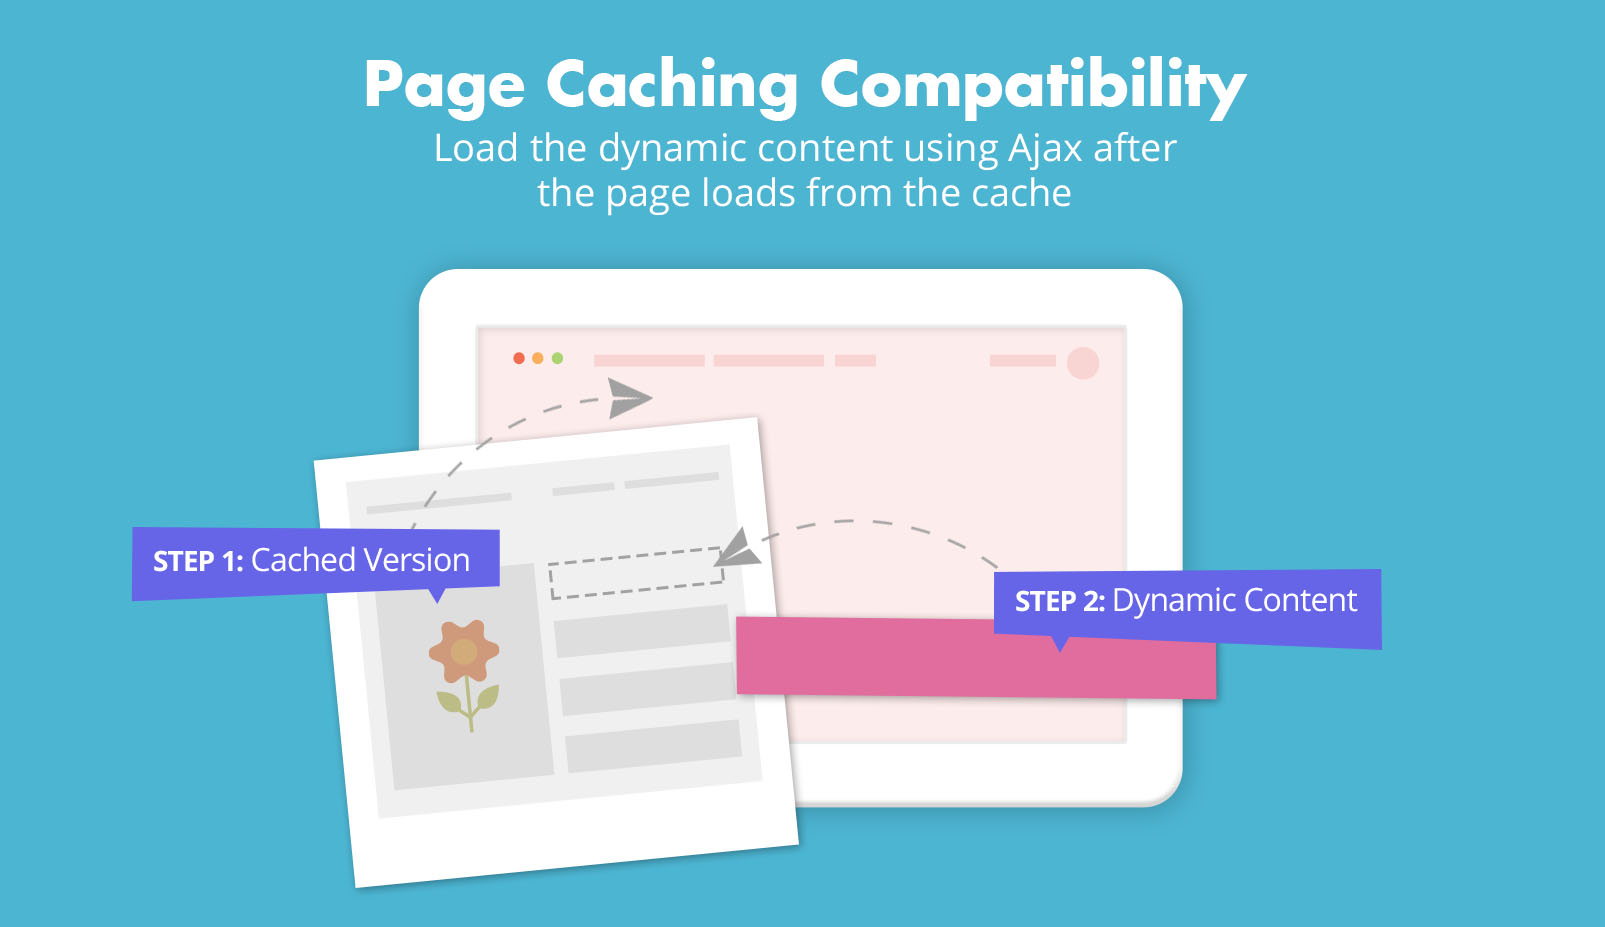 Page Caching Compatibility
Load the dynamic content using Ajax after
the page loads from the cache
STEP 1: Cached Version
STEP 2: Dynamic Content